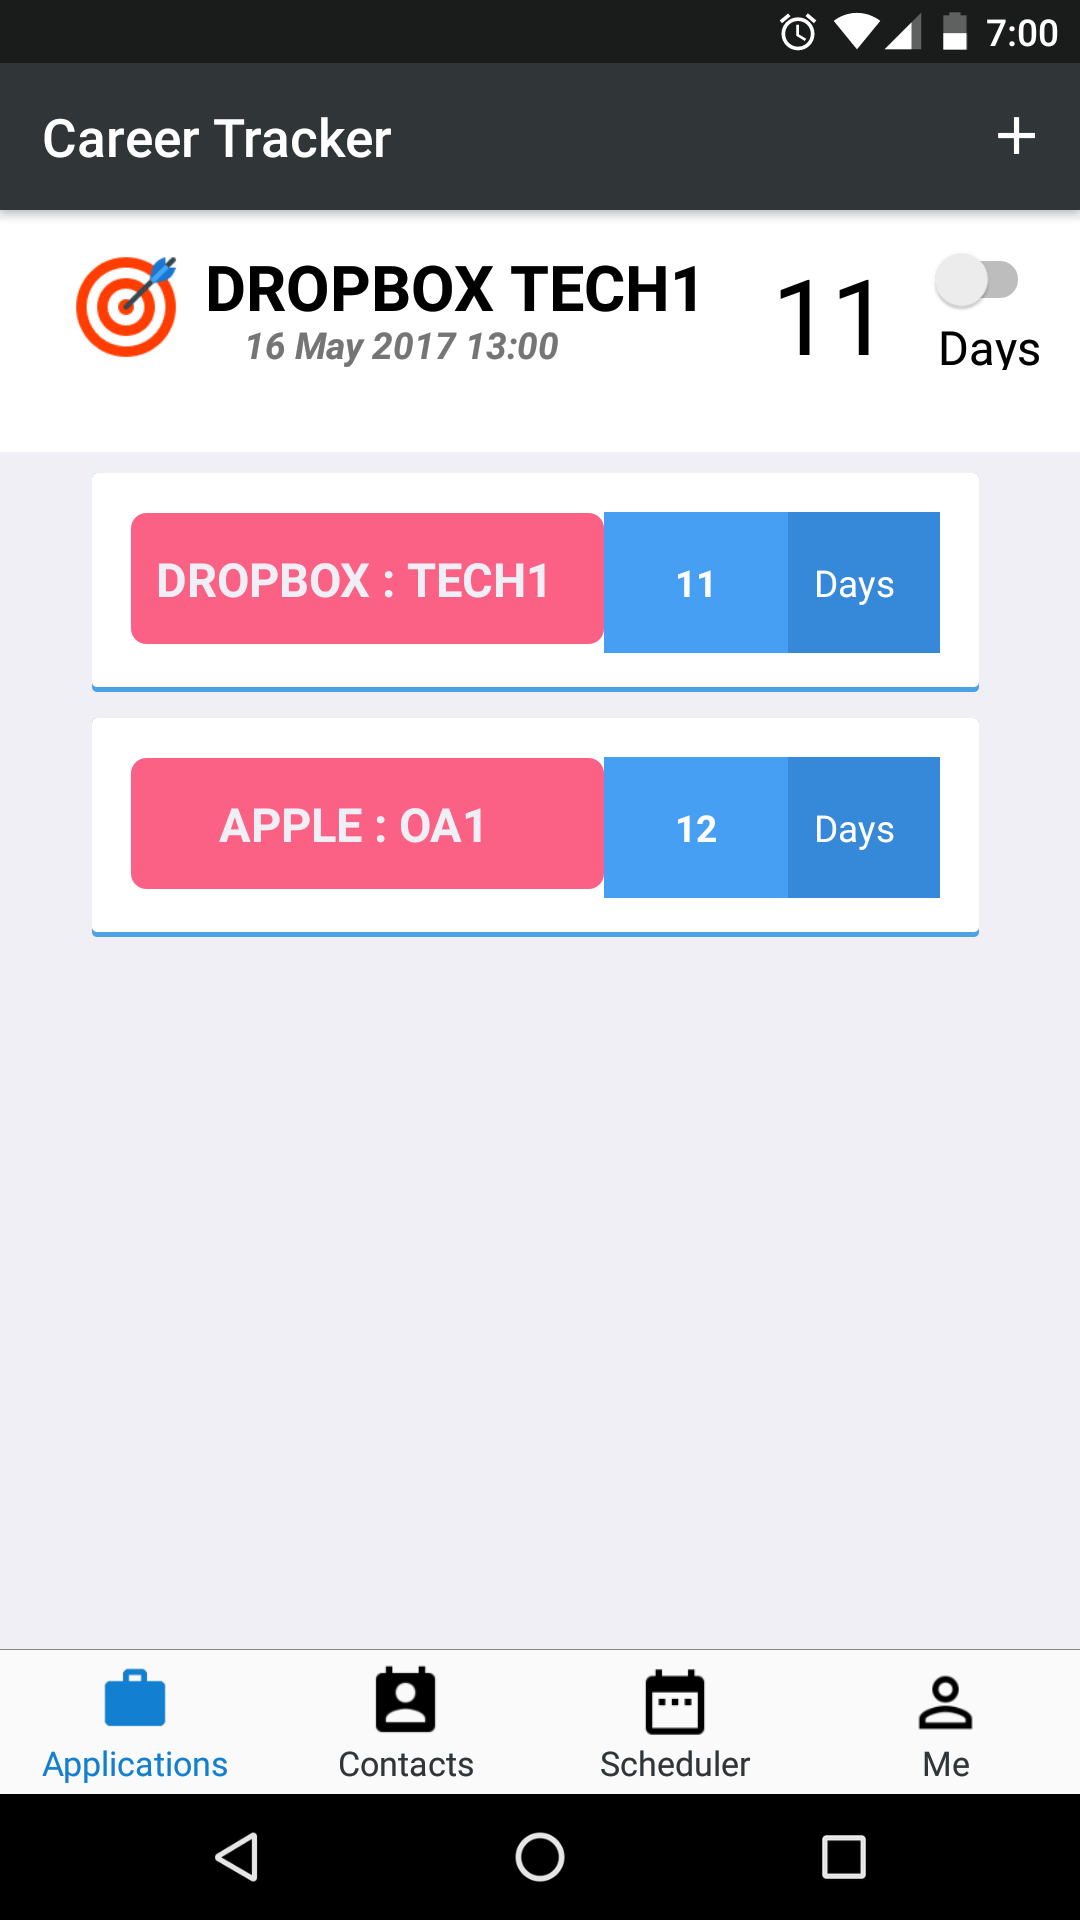 7:00
Career Tracker
DROPBOX TECH1
16 May 2017 13:00
11
Days
DROPBOX : TECH1
11
Days
APPLE : OA1
12
Days
Applications
Contacts
Scheduler
Me